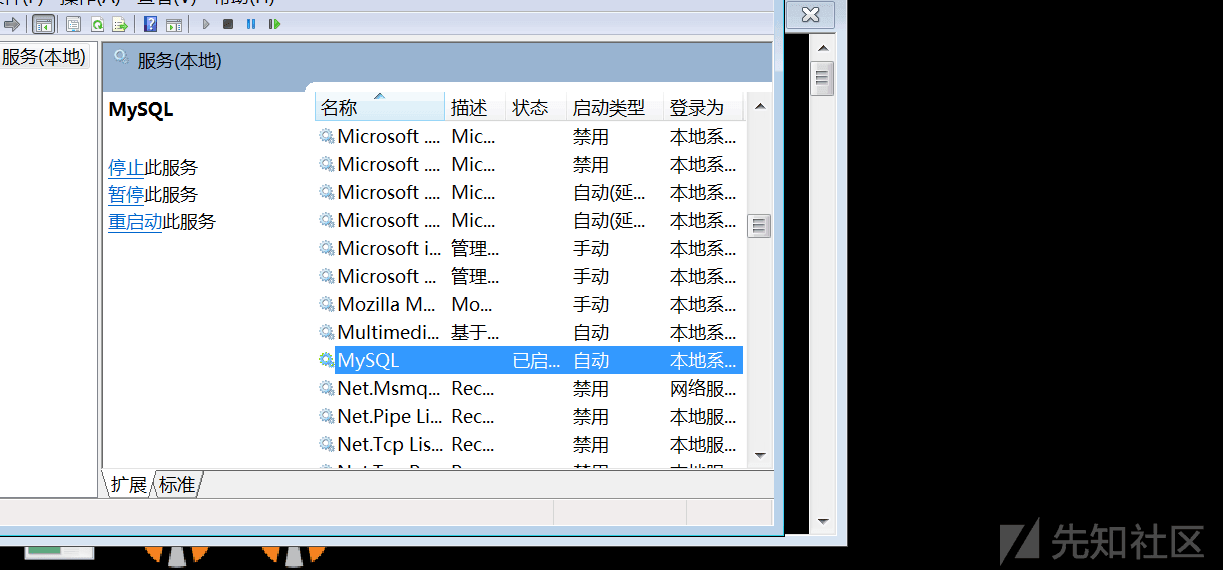 服务(本地)
服务(本地)
MySQL
停止此服务
暂停此服务
重启动此服务
名称 描述 状态 启动类型 登录为
Microsoft .... Mic... 禁用 本地系...
Microsoft .... Mic... 禁用 本地系...
Microsoft .... Mic... 自动(延... 本地系...
Microsoft .... Mic... 自动(延... 本地系...
Microsoft i... 管理... 手动 本地系...
Microsoft .... 管理... 手动 本地系...
Mozilla M... Mo... 手动 本地系...
Multimedi... 基于... 自动 本地系...
MySQL 已启... 自动 本地系...
Net.Msmq... Rec... 禁用 网络服...
Net.Pipe Li... Rec... 禁用 本地服...
Net.Tcp Lis... Rec... 禁用 本地服...
扩展 标准
先知社区